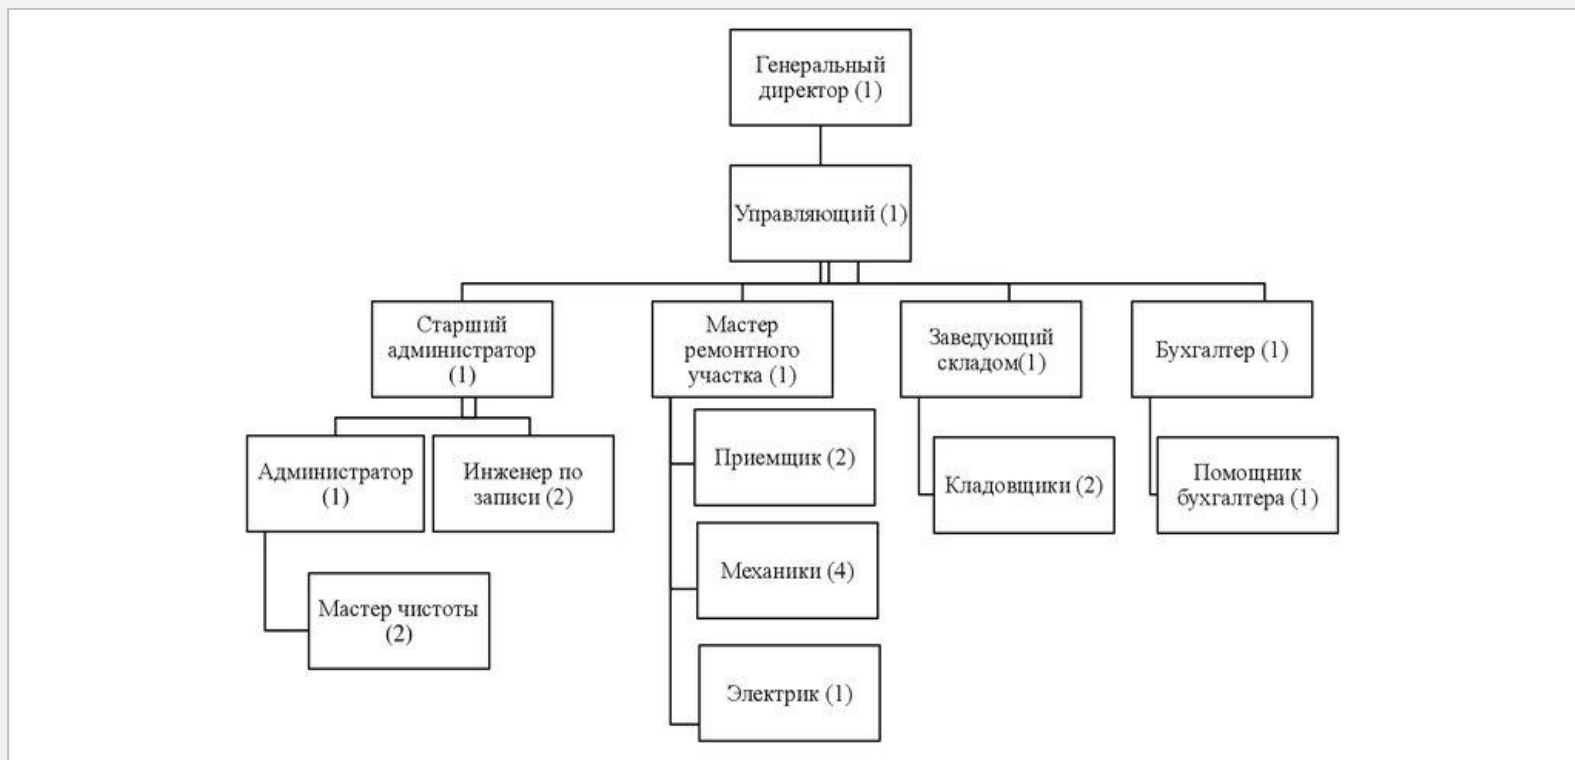 Генеральный
директор (1)
Управляющий (1)
Старший
администратор
(1)
Мастер
ремонтного
участка (1)
Заведующий
складом(1)
Бухгалтер (1)
Администратор
(1)
Инженер по
записи (2)
Мастер чистоты
(2)
Приемщик (2)
Механики (4)
Электрик (1)
Кладовщики (2)
Помощник
бухгалтера (1)